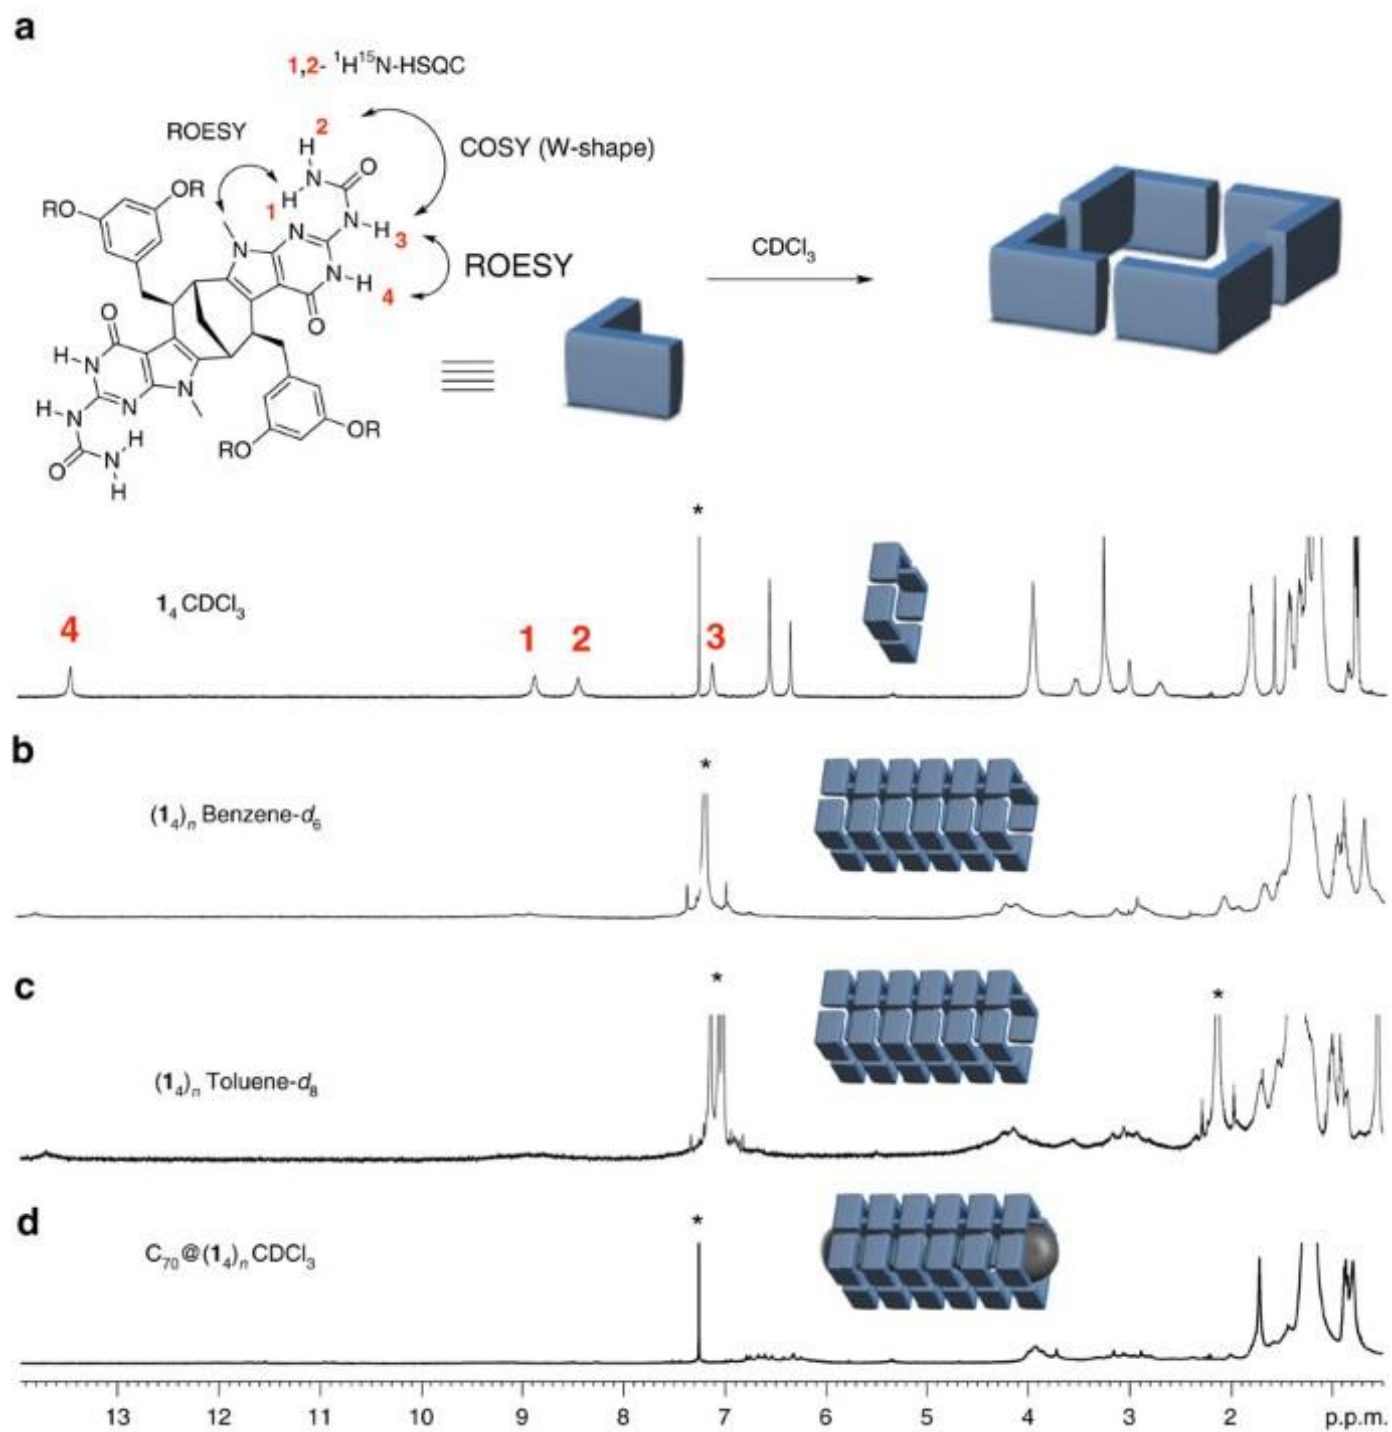 a
1,2- ¹H¹⁵N-HSQC
ROESY
2
H
COSY (W-shape)
O
N
H
OR
RO
1
N
H
3
N
N
ROESY
N
H
4
O
O
H
N
CDCl₃
H
N
N
N
OR
RO
H
O
N
H
*
1₄ CDCl₃
4
1
2
3
b
*
(1₄)ₙ Benzene-d₆
c
*
*
(1₄)ₙ Toluene-d₈
d
*
C₇₀@(1₄)ₙ CDCl₃
13 12 11 10 9 8 7 6 5 4 3 2 p.p.m.